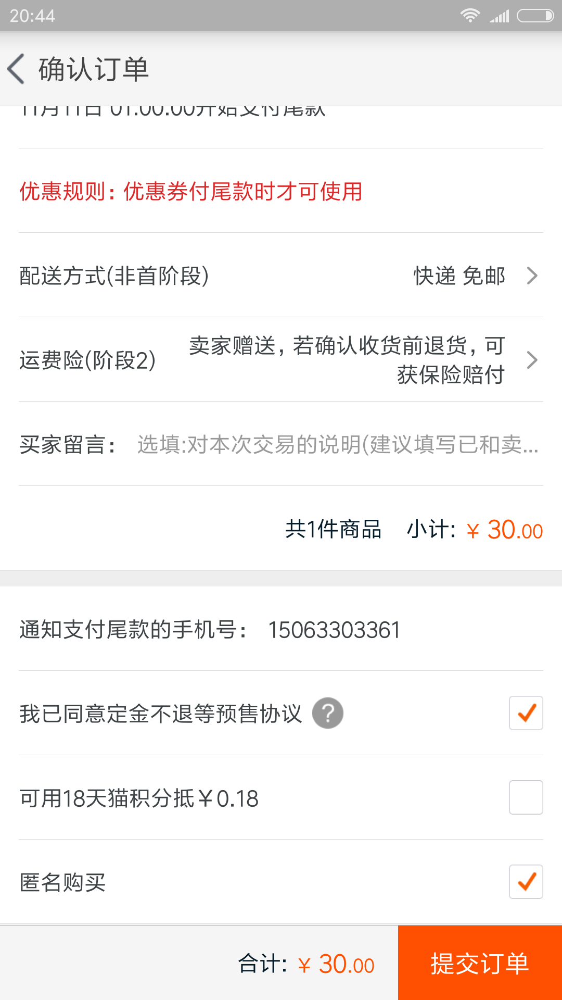 20:44
确认订单
11月11日 01:00:00开始支付尾款
优惠规则：优惠券付尾款时才可使用
配送方式(非首阶段)
快递 免邮
运费险(阶段2)
卖家赠送，若确认收货前退货，可
获保险赔付
买家留言：
选填:对本次交易的说明(建议填写已和卖...
共1件商品 小计: ￥30.00
通知支付尾款的手机号： 15063303361
我已同意定金不退等预售协议 ?
可用18天猫积分抵￥0.18
匿名购买
合计: ￥30.00
提交订单